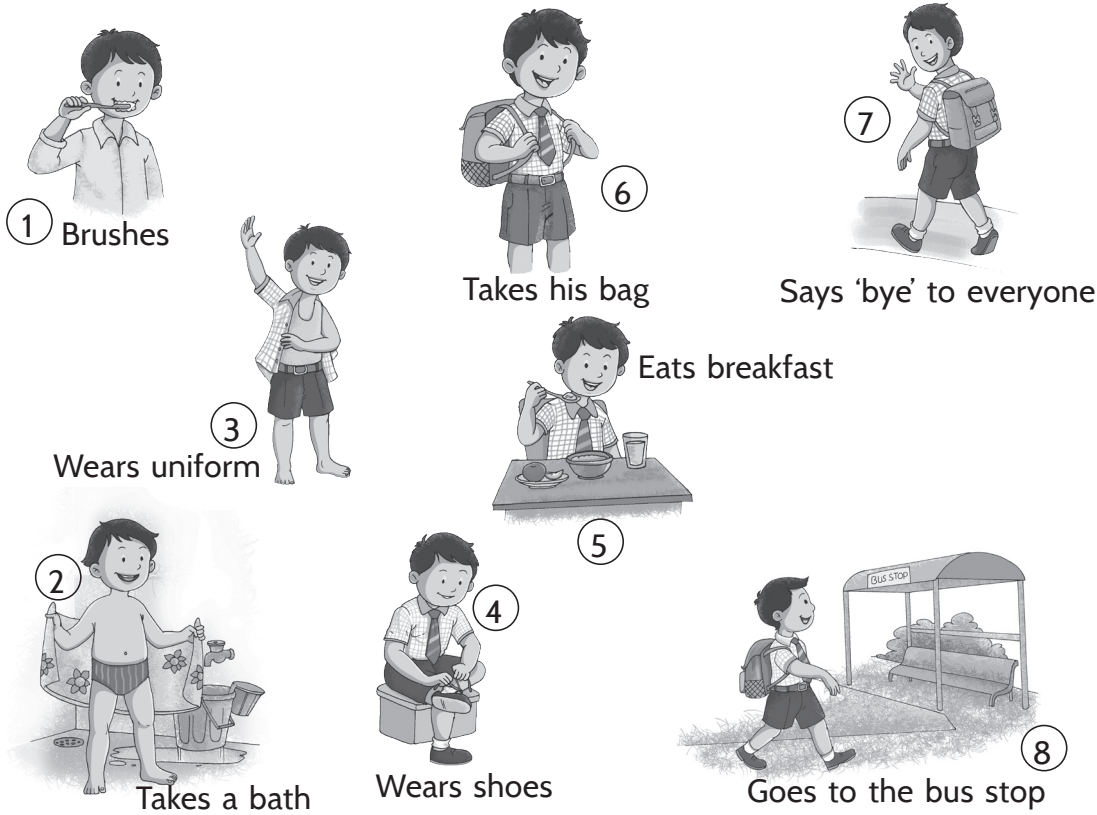 1 Brushes
2
Takes a bath
3
Wears uniform
4
Wears shoes
5
Eats breakfast
6
Takes his bag
7
Says ‘bye’ to everyone
BUS STOP
8
Goes to the bus stop